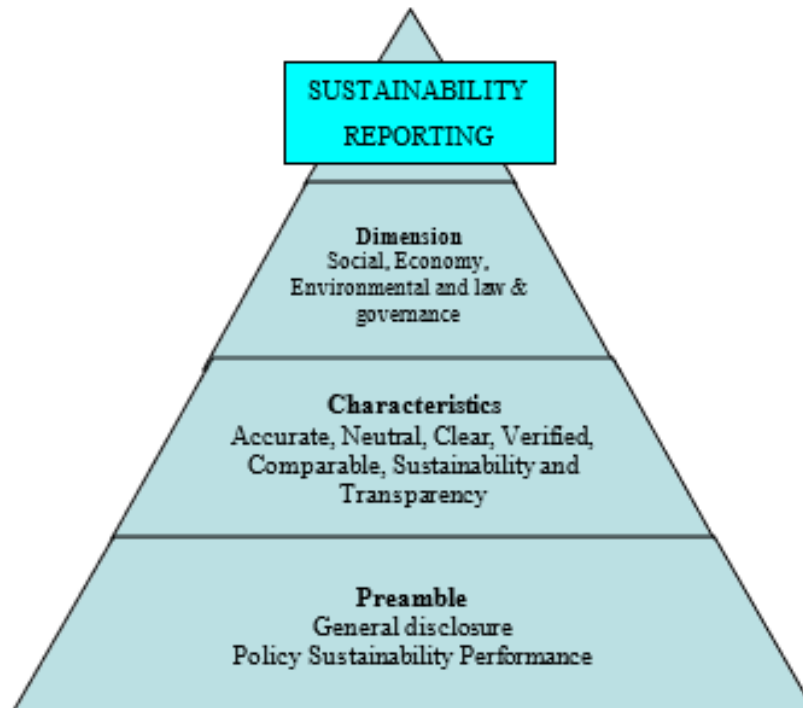 SUSTAINABILITY
REPORTING
Dimension
Social, Economy,
Environmental and law &
governance
Characteristics
Accurate, Neutral, Clear, Verified,
Comparable, Sustainability and
Transparency
Preamble
General disclosure
Policy Sustainability Performance